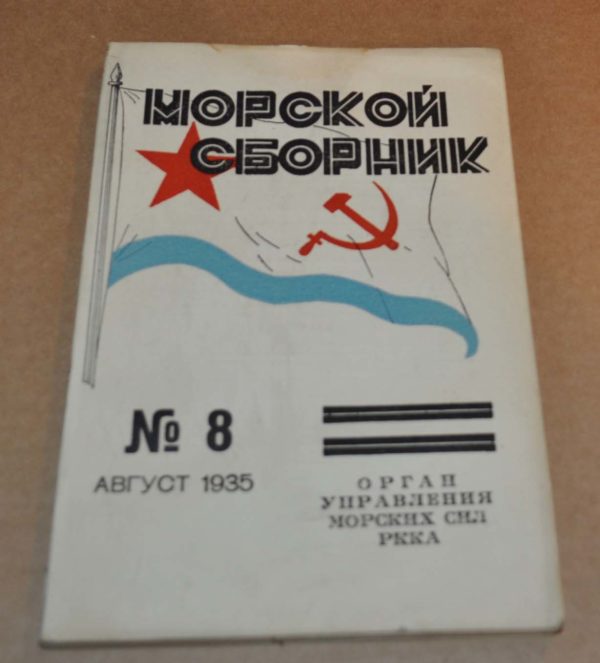 МОРСКОЙ
СБОРНИК
№ 8
АВГУСТ 1935
ОРГАН
УПРАВЛЕНИЯ
МОРСКИХ СИЛ
РККА